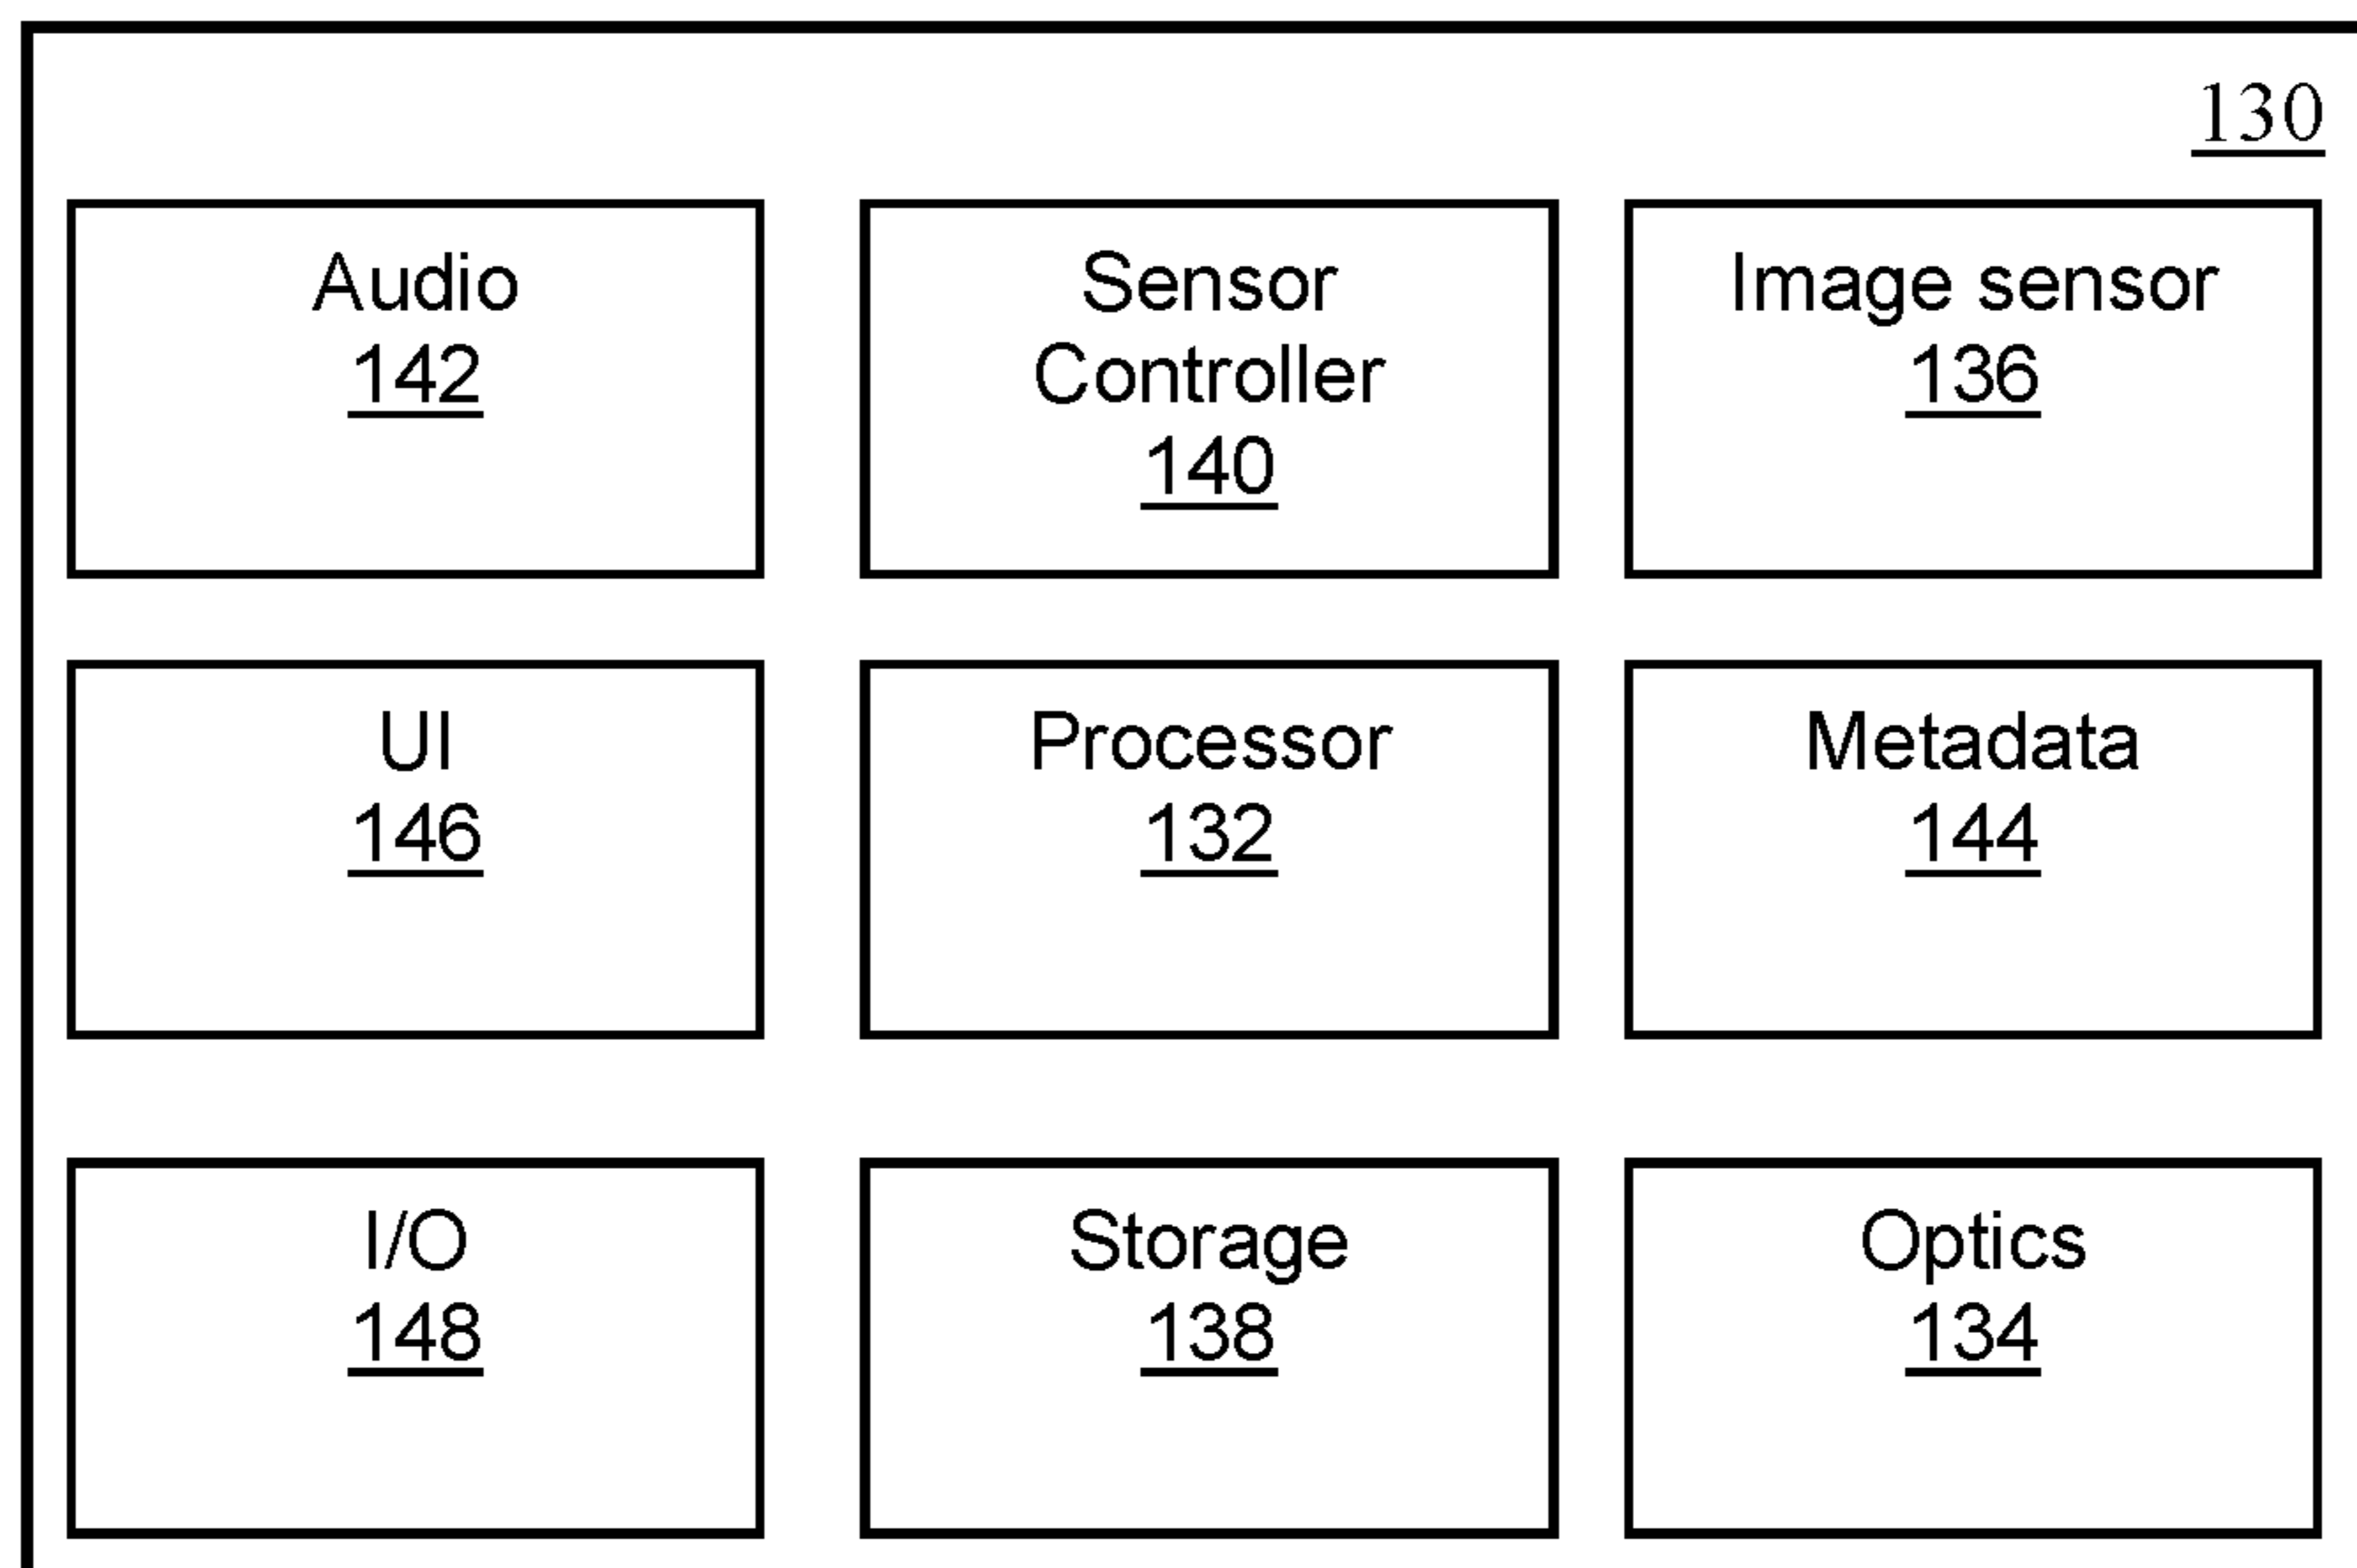 130
Audio
142
Sensor
Controller
140
Image sensor
136
UI
146
Processor
132
Metadata
144
I/O
148
Storage
138
Optics
134